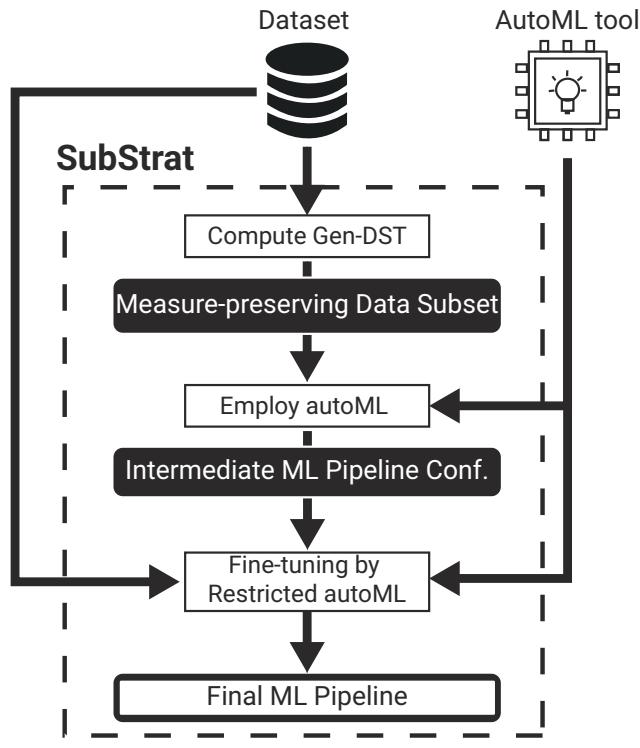 Dataset
AutoML tool
SubStrat
Compute Gen-DST
Measure-preserving Data Subset
Employ autoML
Intermediate ML Pipeline Conf.
Fine-tuning by
Restricted autoML
Final ML Pipeline